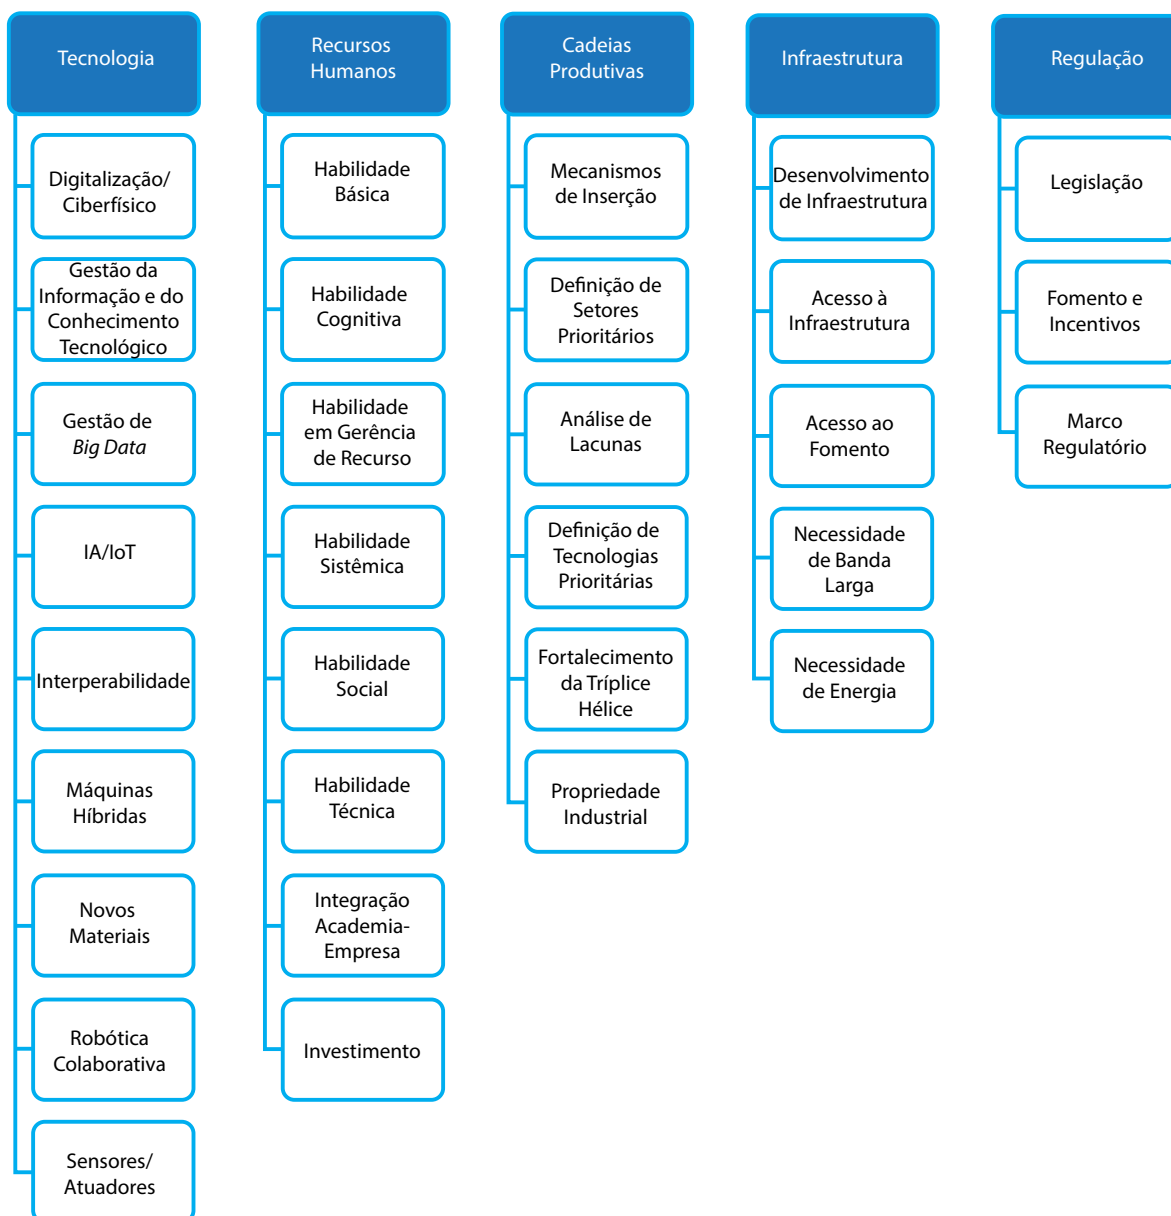 Tecnologia
Digitalização/
Ciberfísico
Gestão da
Informação e do
Conhecimento
Tecnológico
Gestão de
Big Data
IA/IoT
Interperabilidade
Máquinas
Híbridas
Novos
Materiais
Robótica
Colaborativa
Sensores/
Atuadores
Recursos
Humanos
Habilidade
Básica
Habilidade
Cognitiva
Habilidade
em Gerência
de Recurso
Habilidade
Sistêmica
Habilidade
Social
Habilidade
Técnica
Integração
Academia-
Empresa
Investimento
Cadeias
Produtivas
Mecanismos
de Inserção
Definição de
Setores
Prioritários
Análise de
Lacunas
Definição de
Tecnologias
Prioritárias
Fortalecimento
da Tríplice
Hélice
Propriedade
Industrial
Infraestrutura
Desenvolvimento
de Infraestrutura
Acesso à
Infraestrutura
Acesso ao
Fomento
Necessidade
de Banda
Larga
Necessidade
de Energia
Regulação
Legislação
Fomento e
Incentivos
Marco
Regulatório